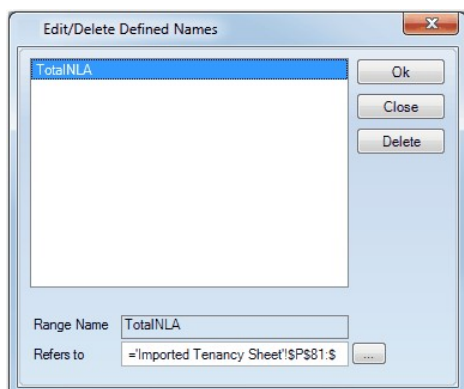 Edit/Delete Defined Names
TotalNLA
Ok
Close
Delete
Range Name TotalNLA
Refers to ='Imported Tenancy Sheet'!$P$81:$ ...